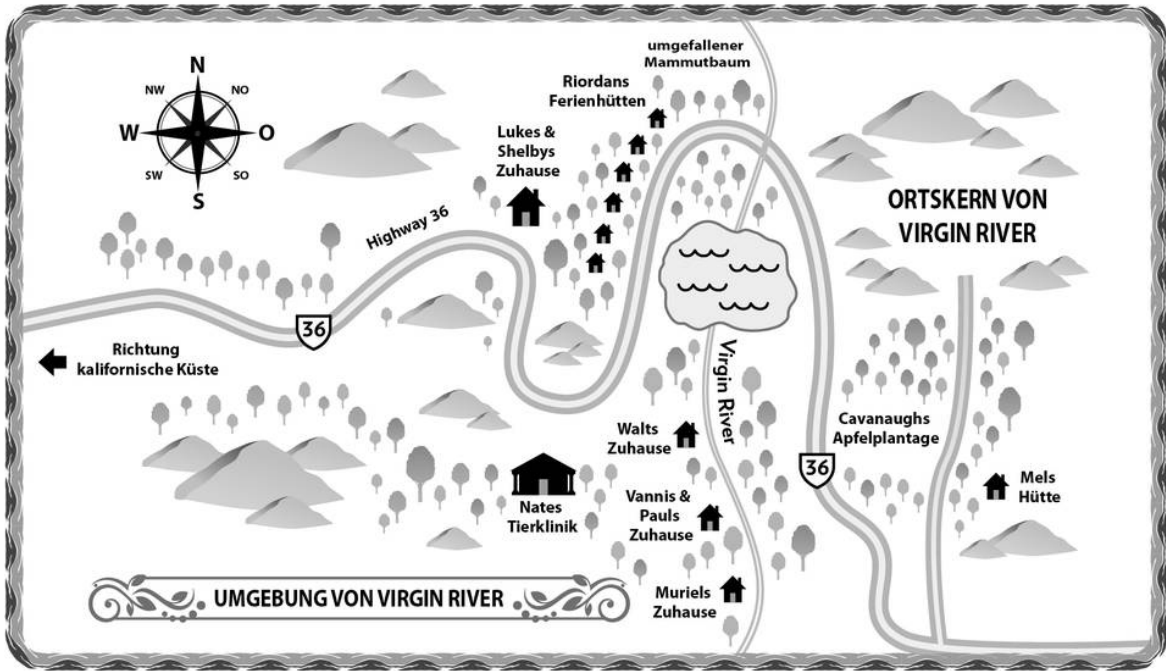 N
NW
NO
W
O
SW
SO
S
umgefallener
Mammutbaum
Riordans
Ferienhütten
Lukes &
Shelbys
Zuhause
Highway 36
ORTSKERN VON
VIRGIN RIVER
36
Richtung
kalifornische Küste
Virgin River
Walts
Zuhause
Cavanaughs
Apfelplantage
36
Mels
Hütte
Nates
Tierklinik
Vannis &
Pauls
Zuhause
Muriels
Zuhause
UMGEBUNG VON VIRGIN RIVER